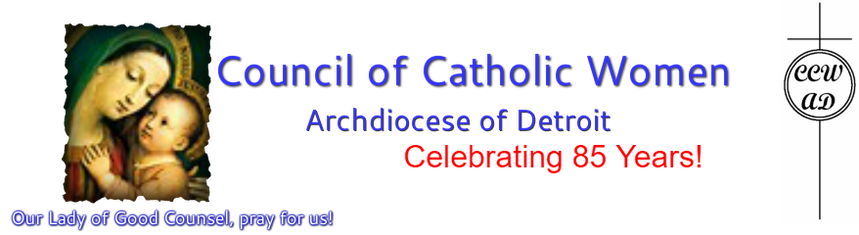 Council of Catholic Women
Archdiocese of Detroit
Celebrating 85 Years!
Our Lady of Good Counsel, pray for us!
CCW
AD